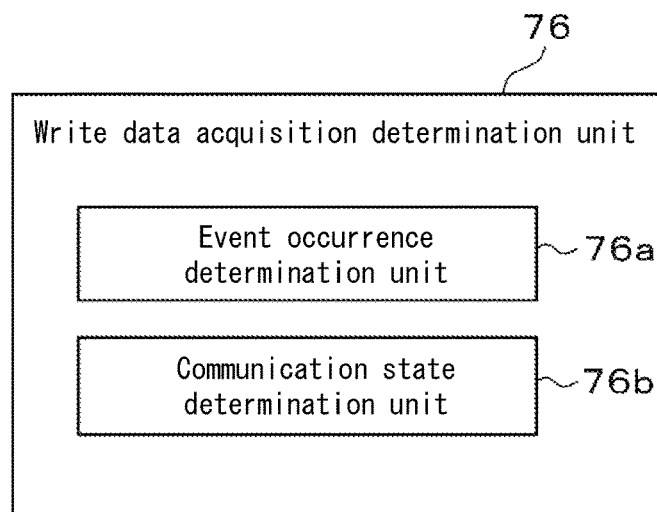 76
Write data acquisition determination unit
Event occurrence
determination unit
76a
Communication state
determination unit
76b